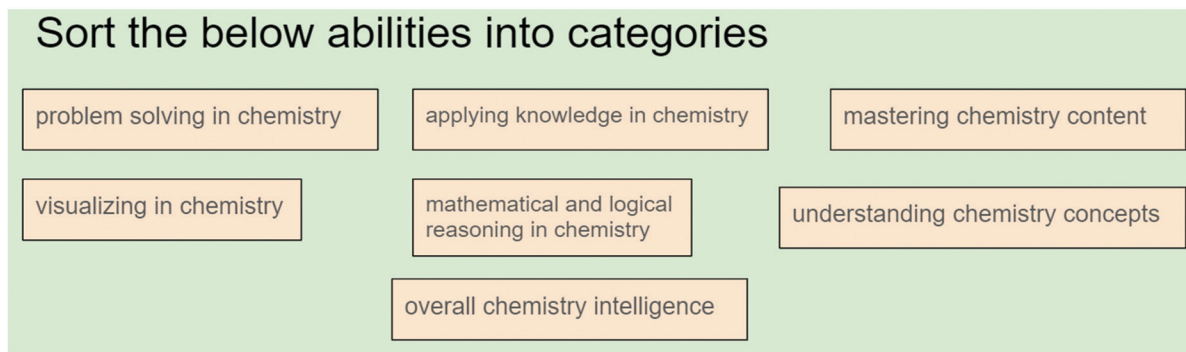 Sort the below abilities into categories
problem solving in chemistry
applying knowledge in chemistry
mastering chemistry content
visualizing in chemistry
mathematical and logical
reasoning in chemistry
understanding chemistry concepts
overall chemistry intelligence